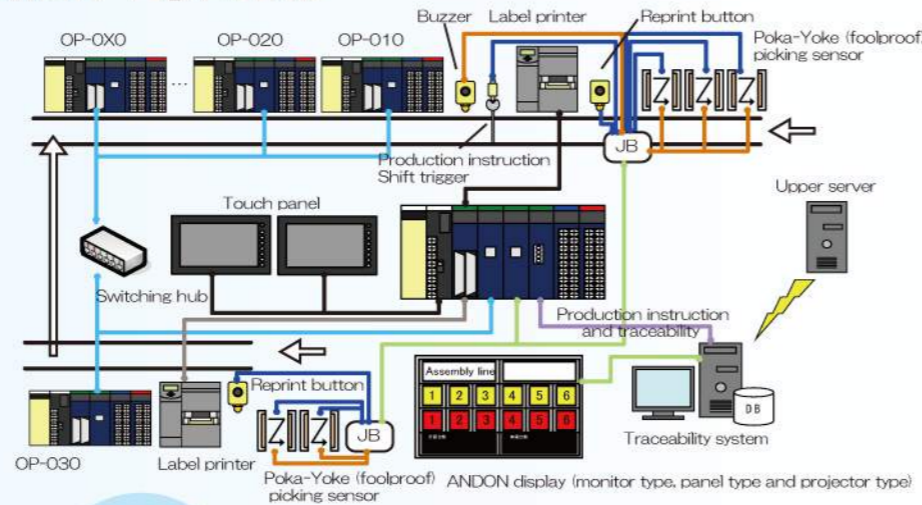 Buzzer
Label printer
Reprint button
OP-0X0
OP-020
OP-010
Poka-Yoke (foolproof)
picking sensor
JB
Production instruction
Shift trigger
Touch panel
Upper server
Switching hub
Production instruction
and traceability
Assembly line
1 2 3 4 5 6
1 2 3 4 5 6
Reprint button
DB
JB
Traceability system
OP-030
Label printer
Poka-Yoke (foolproof)
picking sensor
ANDON display (monitor type, panel type and projector type)